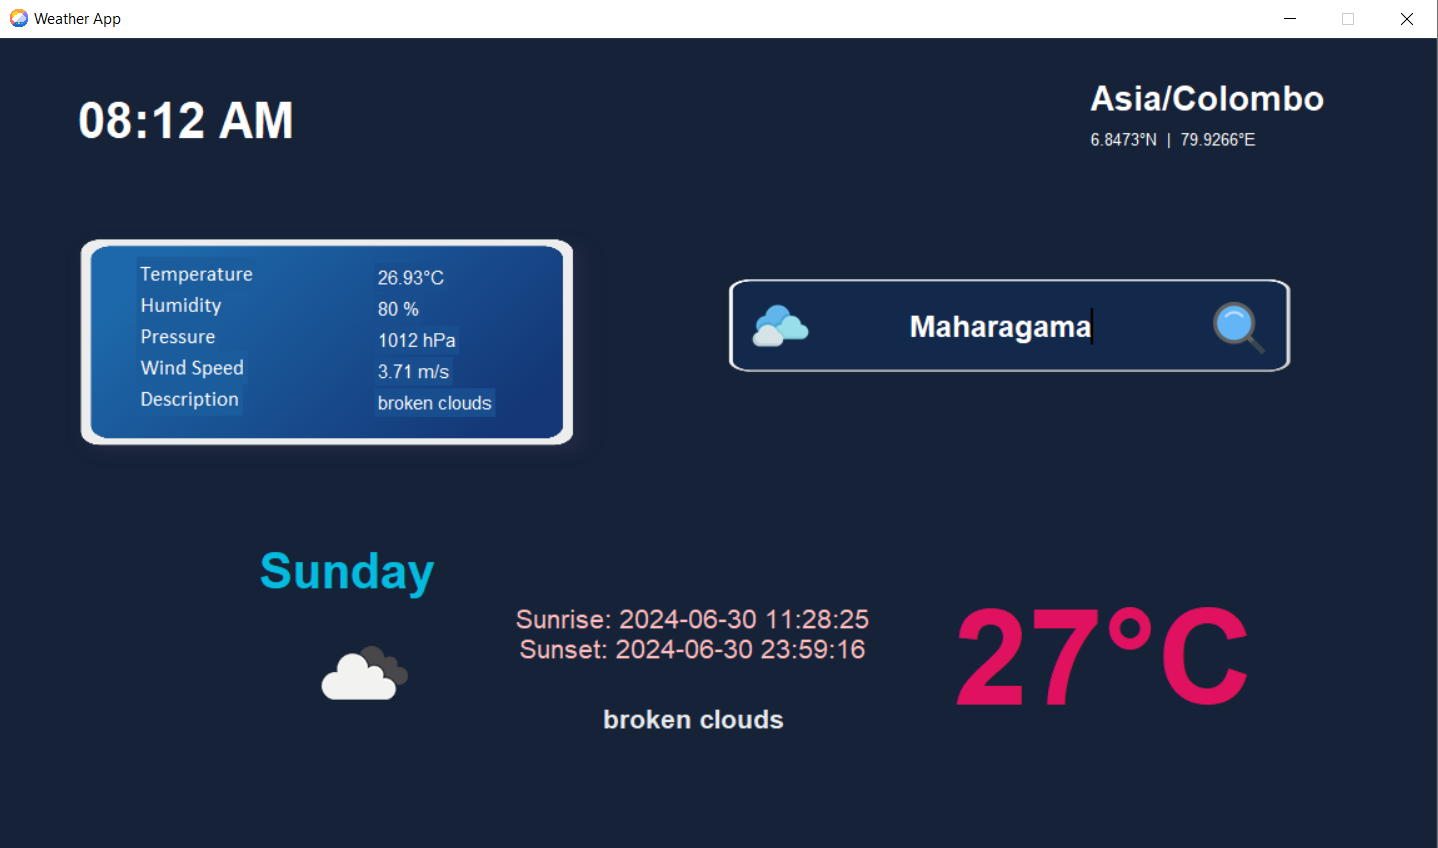 Weather App
08:12 AM
Asia/Colombo
6.8473°N | 79.9266°E
Temperature 26.93°C
Humidity 80 %
Pressure 1012 hPa
Wind Speed 3.71 m/s
Description broken clouds
Maharagama
Sunday
Sunrise: 2024-06-30 11:28:25
Sunset: 2024-06-30 23:59:16
27°C
broken clouds